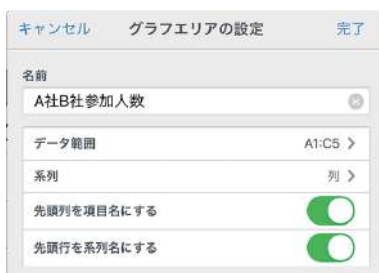 キャンセル グラフエリアの設定 完了
名前
A社B社参加人数
データ範囲 A1:C5
系列 列
先頭列を項目名にする
先頭行を系列名にする